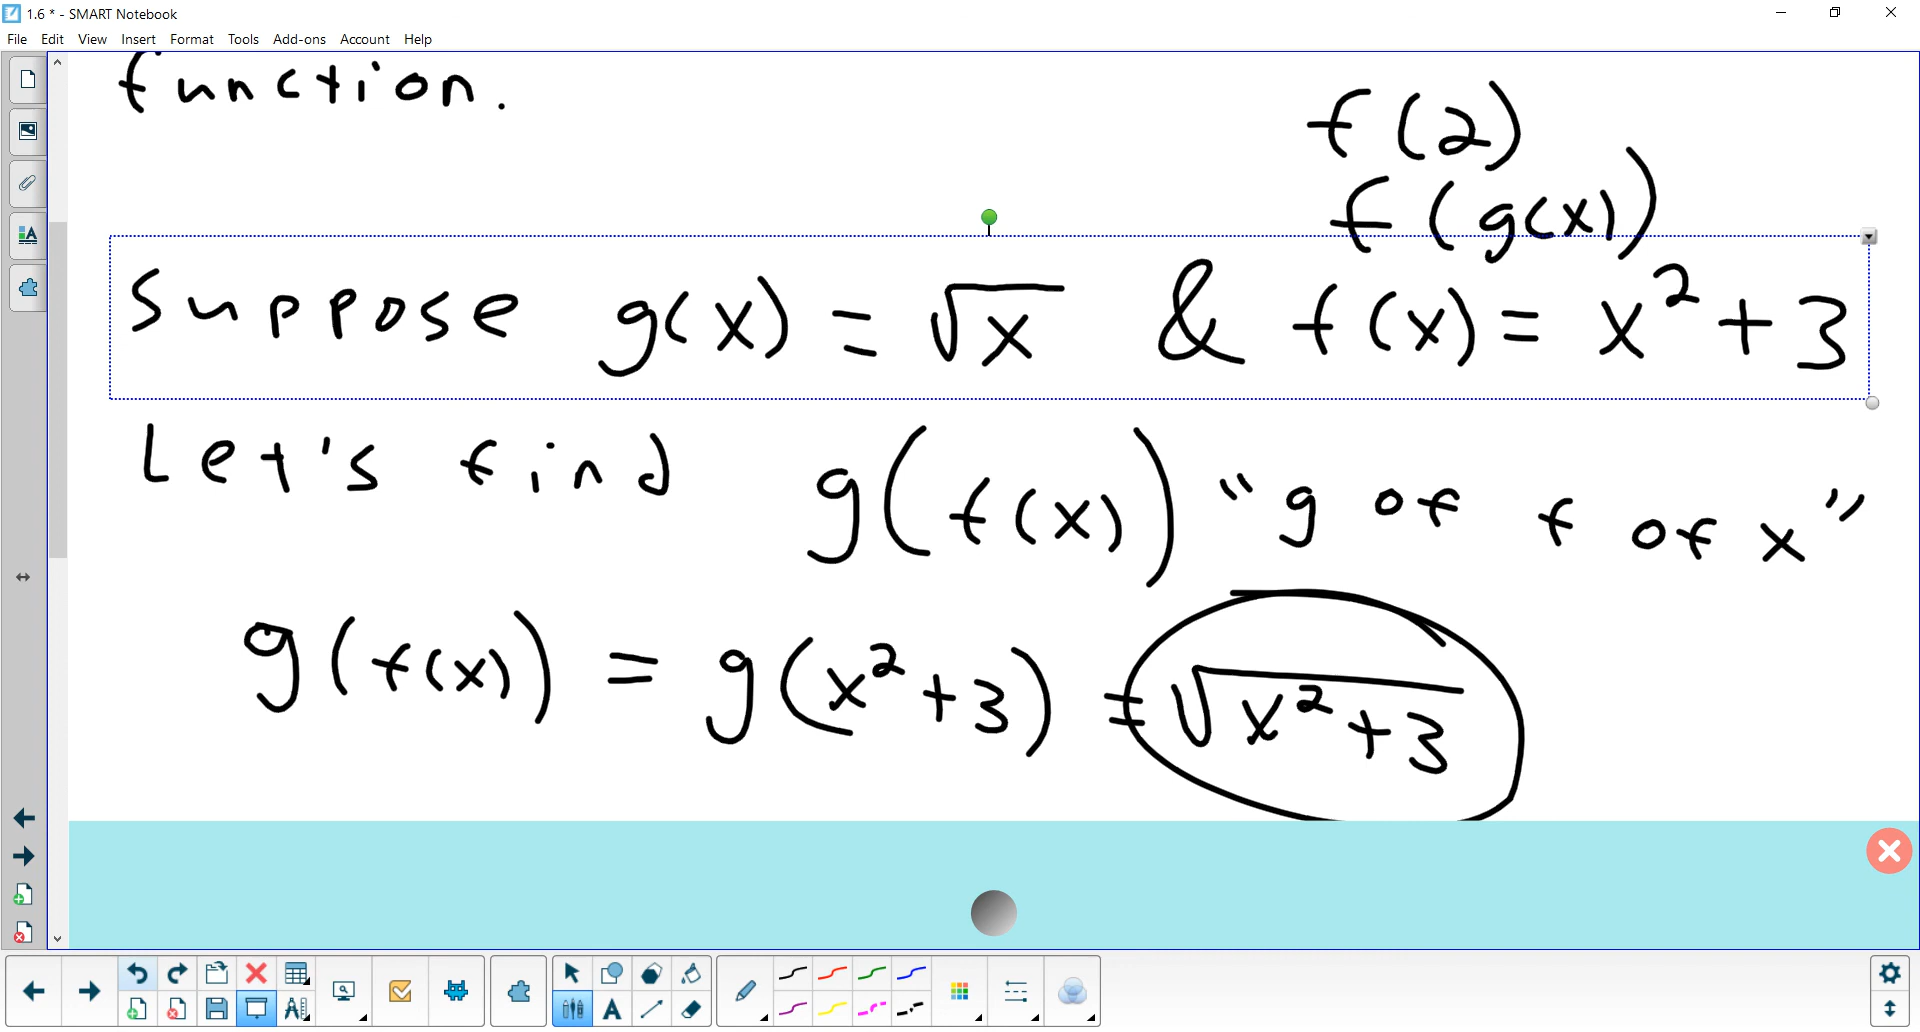 1.6 * - SMART Notebook
File Edit View Insert Format Tools Add-ons Account Help
function.
f(2)
f(g(x))
Suppose g(x) = √x & f(x) = x² + 3
Let's find g(f(x)) "g of f of x"
g(f(x)) = g(x² + 3) = √(x² + 3)